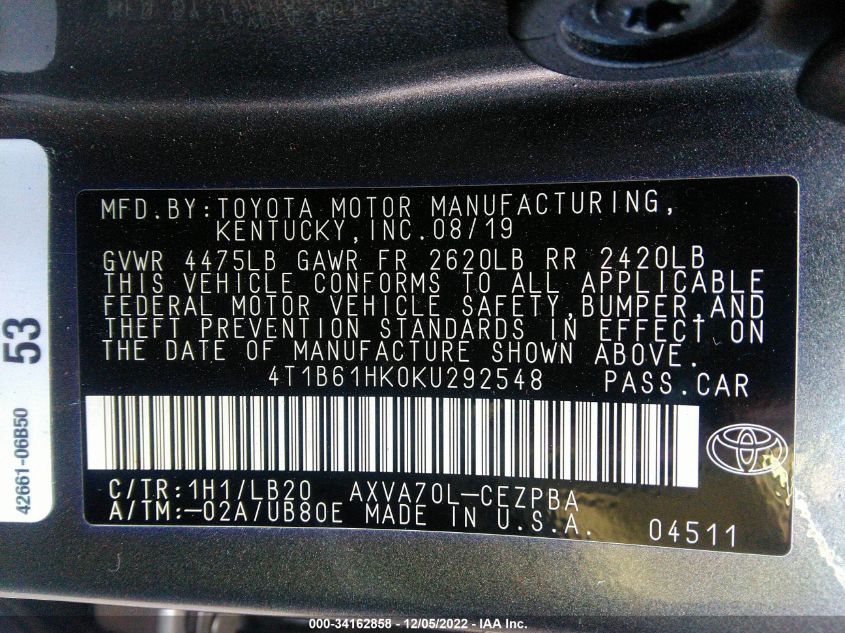 MFD.BY:TOYOTA MOTOR MANUFACTURING,
KENTUCKY,INC.08/19
GVWR 4475LB GAWR FR 2620LB RR 2420LB
THIS VEHICLE CONFORMS TO ALL APPLICABLE
FEDERAL MOTOR VEHICLE SAFETY,BUMPER,AND
THEFT PREVENTION STANDARDS IN EFFECT ON
THE DATE OF MANUFACTURE SHOWN ABOVE.
4T1B61HK0KU292548 PASS.CAR
C/TR:1H1/LB20 AXVA70L-CEZPBA
A/TM:-02A/UB80E MADE IN U.S.A. 04511
53
42661-06B50
000-34162858 - 12/05/2022 - IAA Inc.